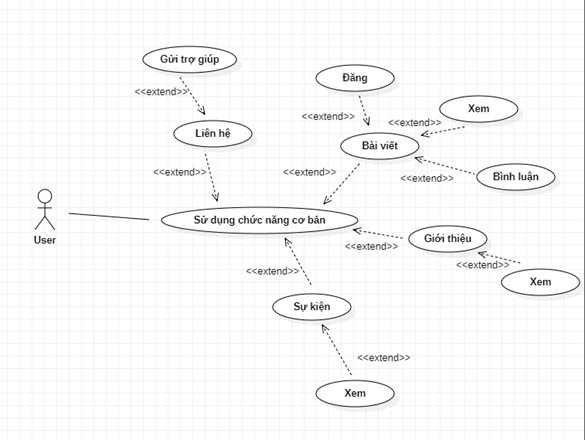 Gửi trợ giúp
Đăng
<<extend>>
Xem
<<extend>>
<<extend>>
Liên hệ
Bài viết
<<extend>>
<<extend>>
<<extend>>
Bình luận
Sử dụng chức năng cơ bản
User
Giới thiệu
<<extend>>
<<extend>>
<<extend>>
Xem
Sự kiện
<<extend>>
Xem